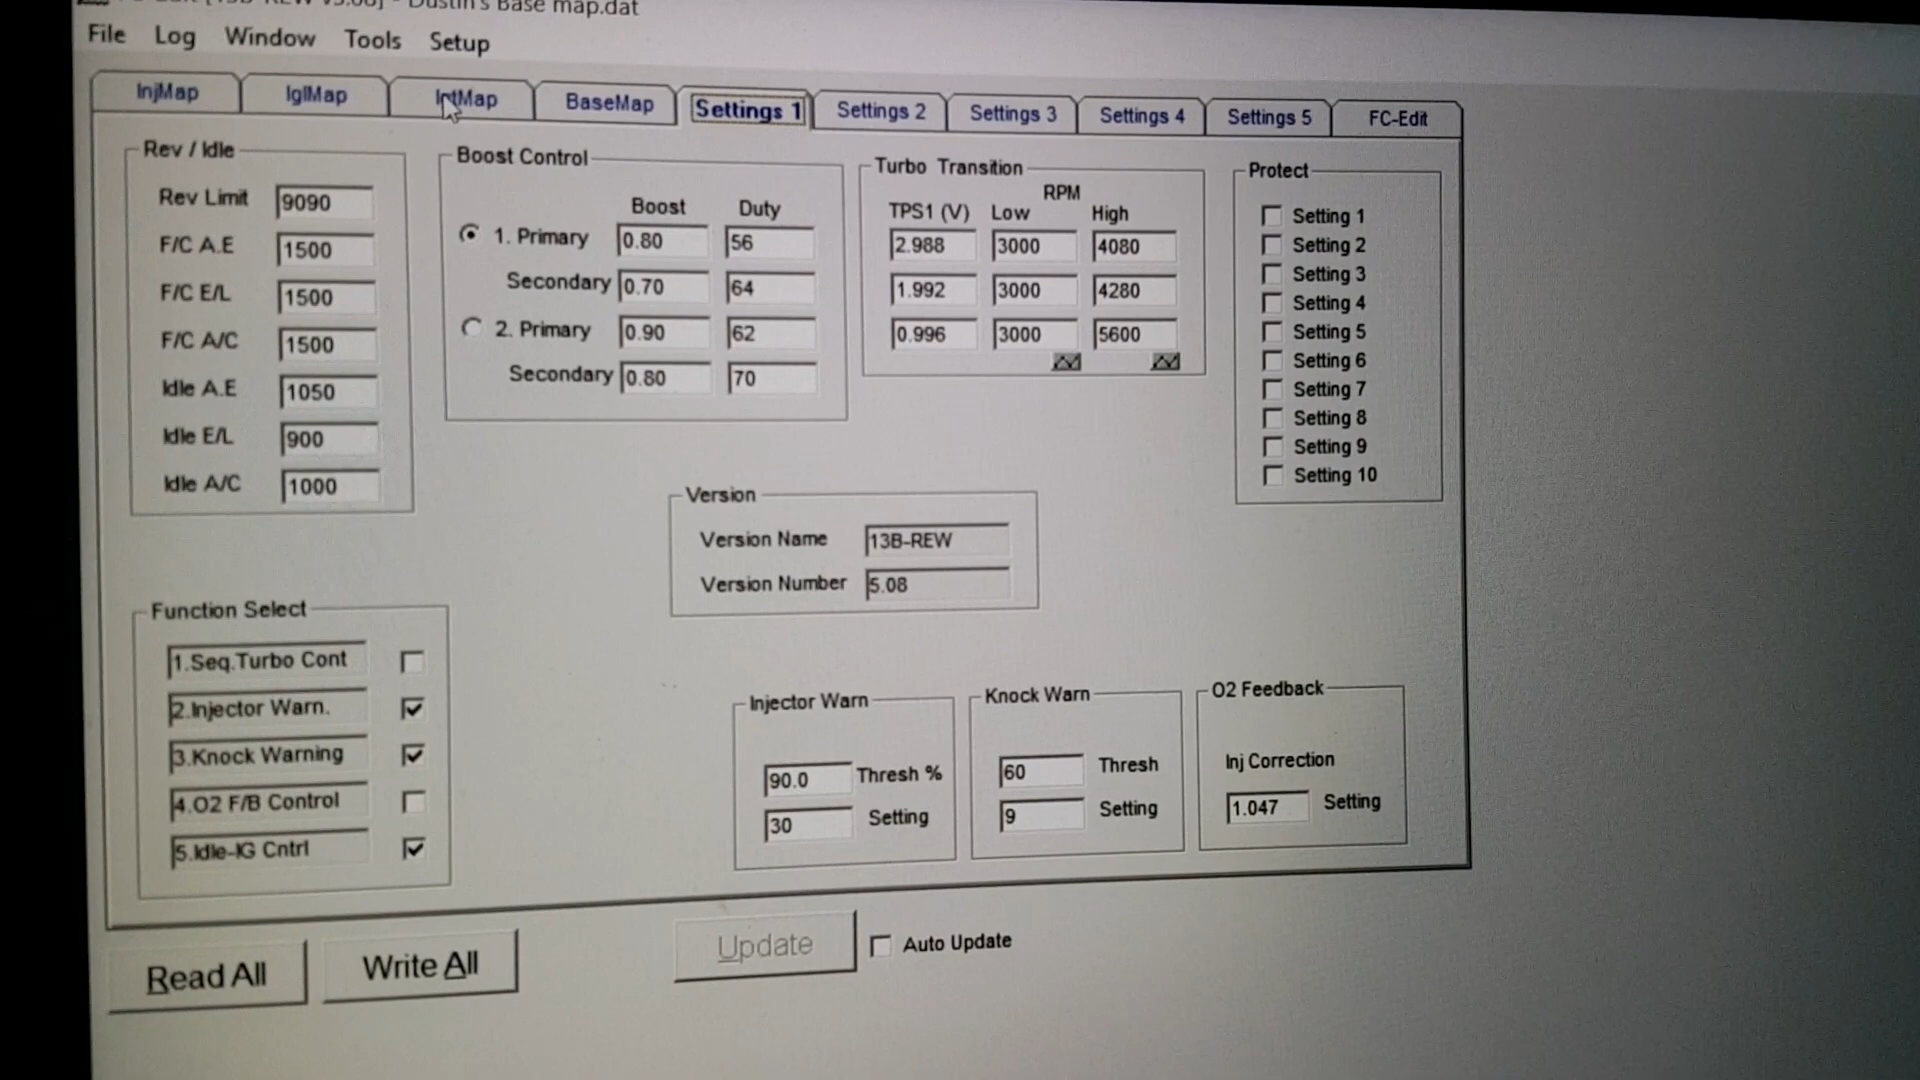 Dustin's Base map.dat
File Log Window Tools Setup
InjMap IglMap IntMap BaseMap Settings 1 Settings 2 Settings 3 Settings 4 Settings 5 FC-Edit
Rev / Idle
Rev Limit 9090
F/C A.E 1500
F/C E/L 1500
F/C A/C 1500
Idle A.E 1050
Idle E/L 900
Idle A/C 1000
Boost Control
Boost Duty
1. Primary 0.80 56
Secondary 0.70 64
2. Primary 0.90 62
Secondary 0.80 70
Turbo Transition
RPM
TPS1 (V) Low High
2.988 3000 4080
1.992 3000 4280
0.996 3000 5600
Protect
Setting 1
Setting 2
Setting 3
Setting 4
Setting 5
Setting 6
Setting 7
Setting 8
Setting 9
Setting 10
Version
Version Name 13B-REW
Version Number 5.08
Function Select
1.Seq.Turbo Cont
2.Injector Warn.
3.Knock Warning
4.O2 F/B Control
5.Idle-IG Cntrl
Injector Warn
90.0 Thresh %
30 Setting
Knock Warn
60 Thresh
9 Setting
O2 Feedback
Inj Correction
1.047 Setting
Read All Write All Update Auto Update